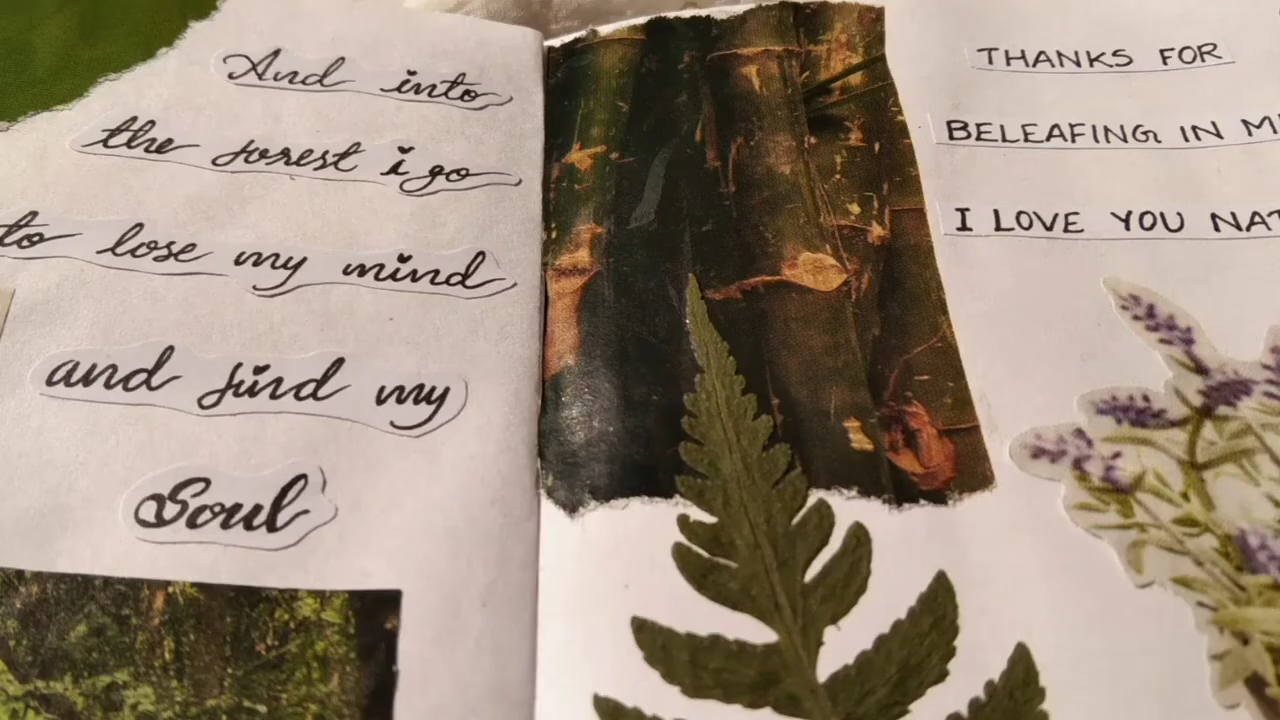 And into
the forest i go
to lose my mind
and find my
Soul
THANKS FOR
BELEAFING IN
I LOVE YOU